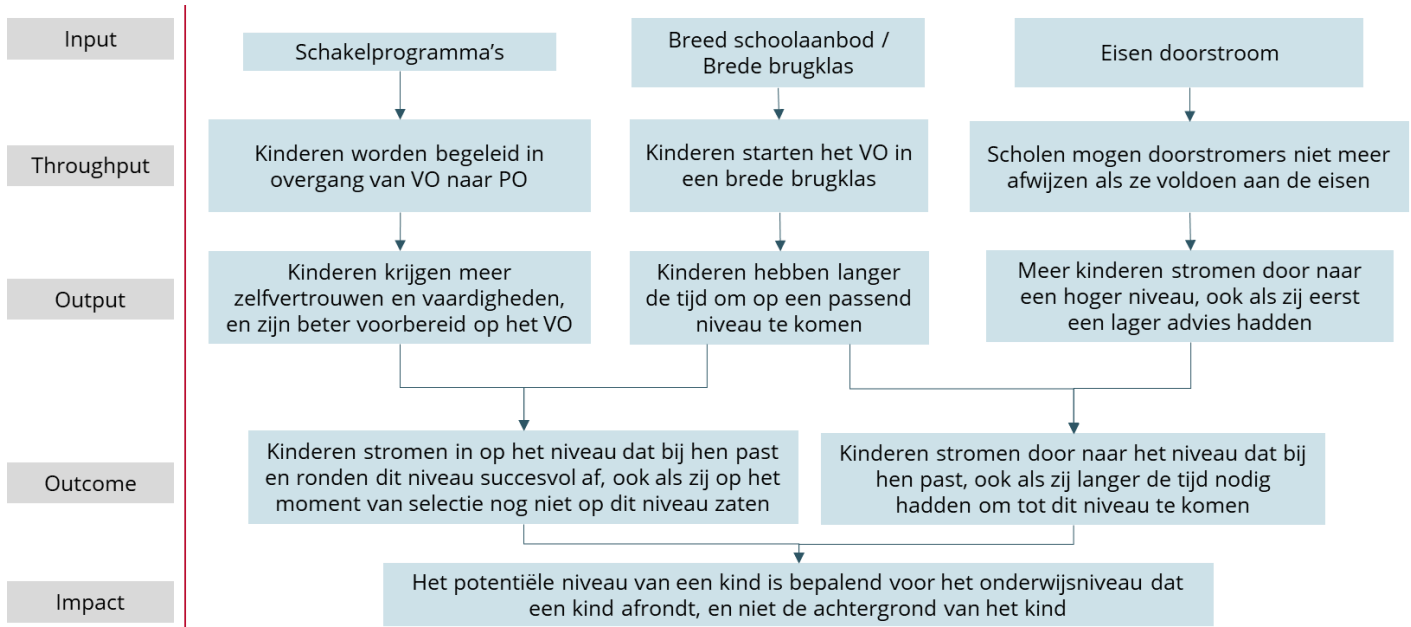 Input
Schakelprogramma's
Breed schoolaanbod /
Brede brugklas
Eisen doorstroom
Throughput
Kinderen worden begeleid in
overgang van VO naar PO
Kinderen starten het VO in
een brede brugklas
Scholen mogen doorstromers niet meer
afwijzen als ze voldoen aan de eisen
Output
Kinderen krijgen meer
zelfvertrouwen en vaardigheden,
en zijn beter voorbereid op het VO
Kinderen hebben langer
de tijd om op een passend
niveau te komen
Meer kinderen stromen door naar
een hoger niveau, ook als zij eerst
een lager advies hadden
Outcome
Kinderen stromen in op het niveau dat bij hen past
en ronden dit niveau succesvol af, ook als zij op het
moment van selectie nog niet op dit niveau zaten
Kinderen stromen door naar het niveau dat bij
hen past, ook als zij langer de tijd nodig
hadden om tot dit niveau te komen
Impact
Het potentiële niveau van een kind is bepalend voor het onderwijsniveau dat
een kind afrondt, en niet de achtergrond van het kind